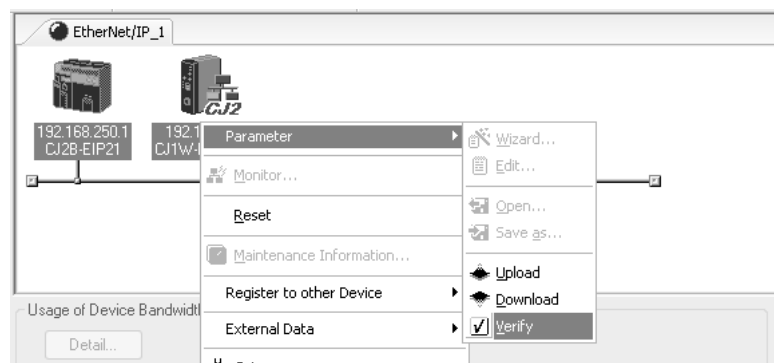 EtherNet/IP_1
CJ2
192.168.250.1
CJ2B-EIP21
192.1
CJ1W-
Parameter
Monitor...
Reset
Maintenance Information...
Register to other Device
External Data
Wizard...
Edit...
Open...
Save as...
Upload
Download
Verify
Usage of Device Bandwidt
Detail...